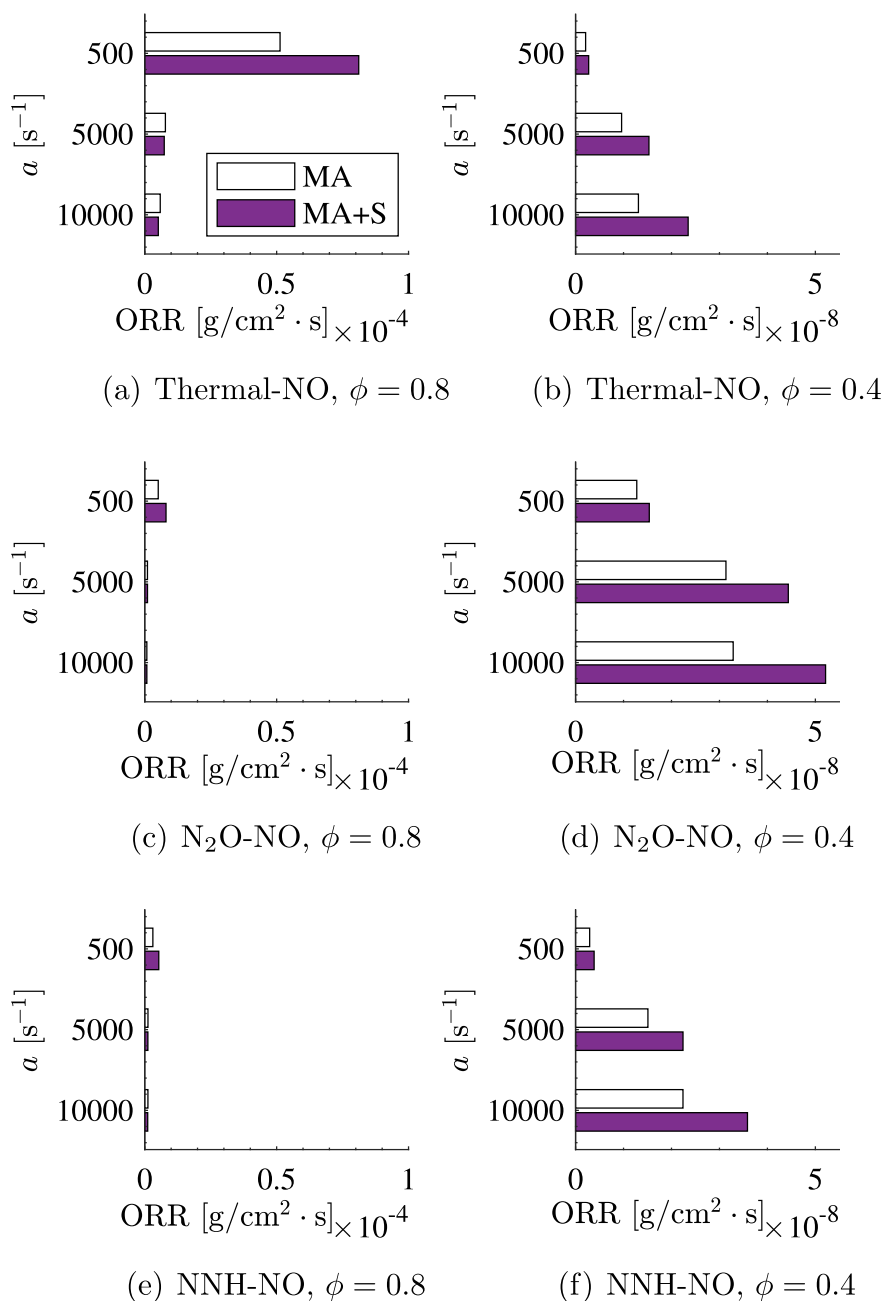 500
5000
10000
a [s⁻¹]
MA
MA+S
0 0.5 1
ORR [g/cm² · s] ×10⁻⁴
(a) Thermal-NO, ϕ = 0.8
500
5000
10000
a [s⁻¹]
0 5
ORR [g/cm² · s] ×10⁻⁸
(b) Thermal-NO, ϕ = 0.4
500
5000
10000
a [s⁻¹]
0 0.5 1
ORR [g/cm² · s] ×10⁻⁴
(c) N₂O-NO, ϕ = 0.8
500
5000
10000
a [s⁻¹]
0 5
ORR [g/cm² · s] ×10⁻⁸
(d) N₂O-NO, ϕ = 0.4
500
5000
10000
a [s⁻¹]
0 0.5 1
ORR [g/cm² · s] ×10⁻⁴
(e) NNH-NO, ϕ = 0.8
500
5000
10000
a [s⁻¹]
0 5
ORR [g/cm² · s] ×10⁻⁸
(f) NNH-NO, ϕ = 0.4